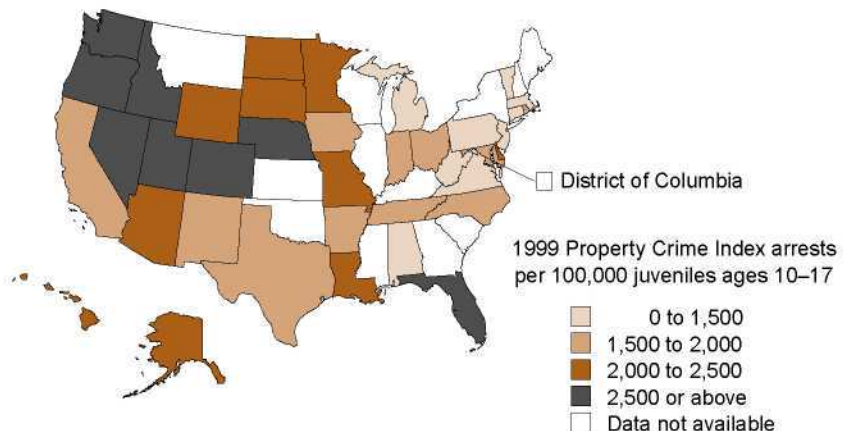 District of Columbia
1999 Property Crime Index arrests
per 100,000 juveniles ages 10–17
0 to 1,500
1,500 to 2,000
2,000 to 2,500
2,500 or above
Data not available